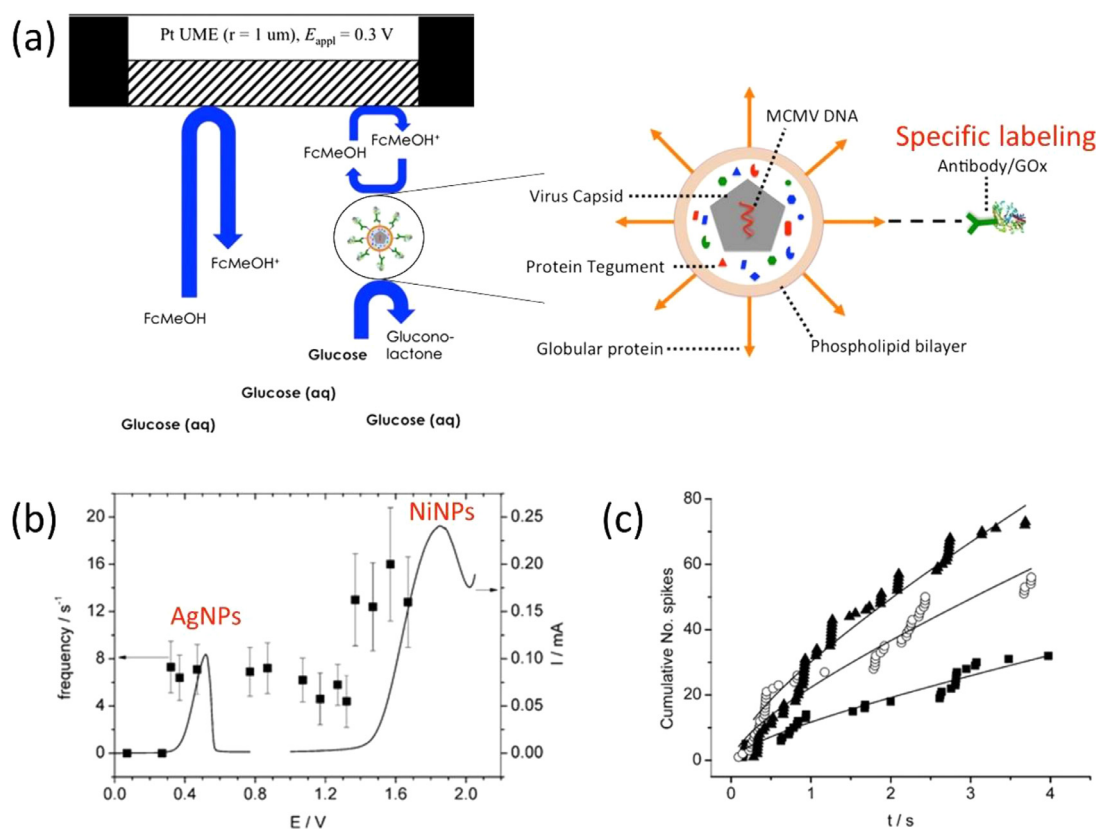 (a)
Pt UME (r = 1 um), Eappl = 0.3 V
FcMeOH
FcMeOH⁺
FcMeOH⁺
FcMeOH
Glucose
Glucono-
lactone
Glucose (aq)
Glucose (aq)
Glucose (aq)
MCMV DNA
Specific labeling
Antibody/GOx
Virus Capsid
Protein Tegument
Globular protein
Phospholipid bilayer
(b)
NiNPs
AgNPs
frequency / s⁻¹
20
16
12
8
4
0
0.25
0.20
0.15
0.10
0.05
0.00
I / mA
0.0
0.4
0.8
1.2
1.6
2.0
E / V
(c)
Cumulative No. spikes
80
60
40
20
0
0
1
2
3
4
t / s